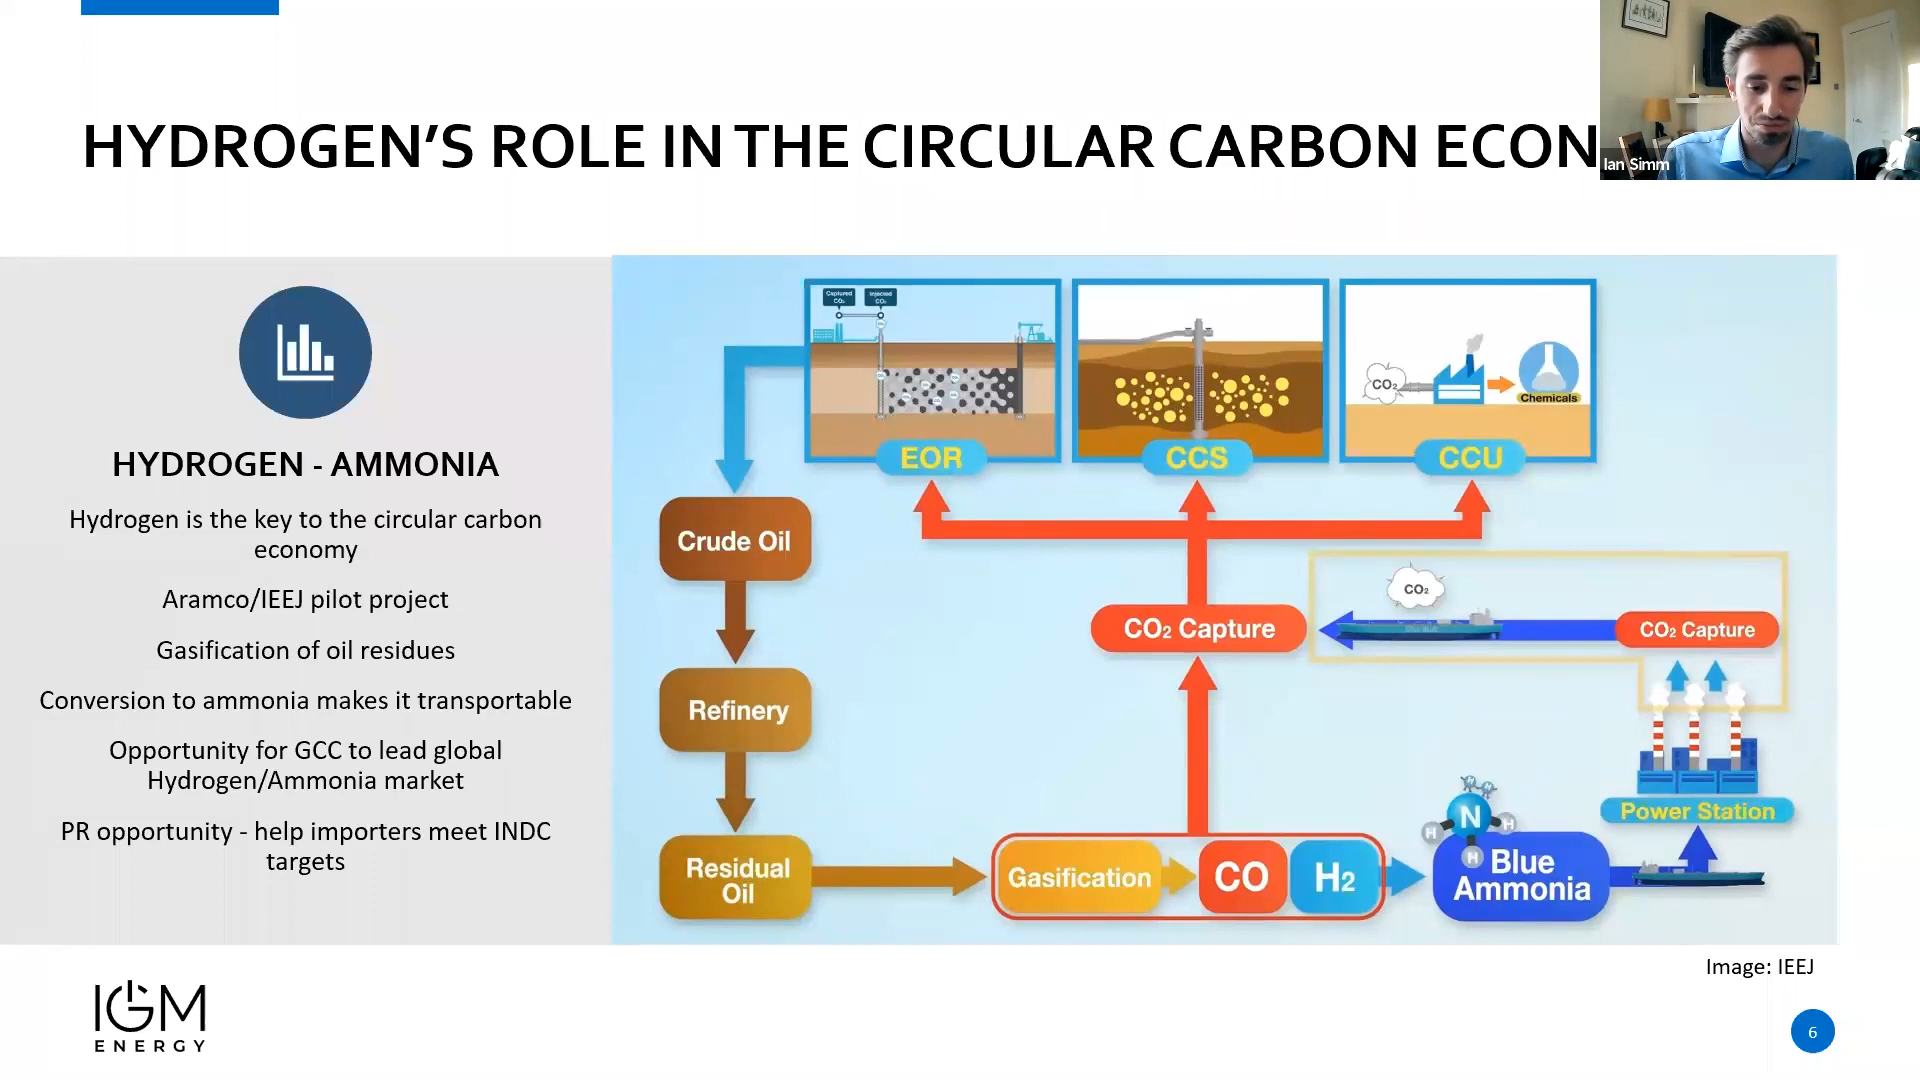 HYDROGEN’S ROLE IN THE CIRCULAR CARBON ECON
Ian Simm
HYDROGEN - AMMONIA
Hydrogen is the key to the circular carbon
economy
Aramco/IEEJ pilot project
Gasification of oil residues
Conversion to ammonia makes it transportable
Opportunity for GCC to lead global
Hydrogen/Ammonia market
PR opportunity - help importers meet INDC
targets
Captured
CO₂
Injected
CO₂
EOR
CCS
CO₂
Chemicals
CCU
Crude Oil
Refinery
Residual
Oil
CO₂ Capture
CO₂
CO₂ Capture
Power Station
Gasification
CO
H₂
N
H
H
H
Blue
Ammonia
Image: IEEJ
IGM
ENERGY
6